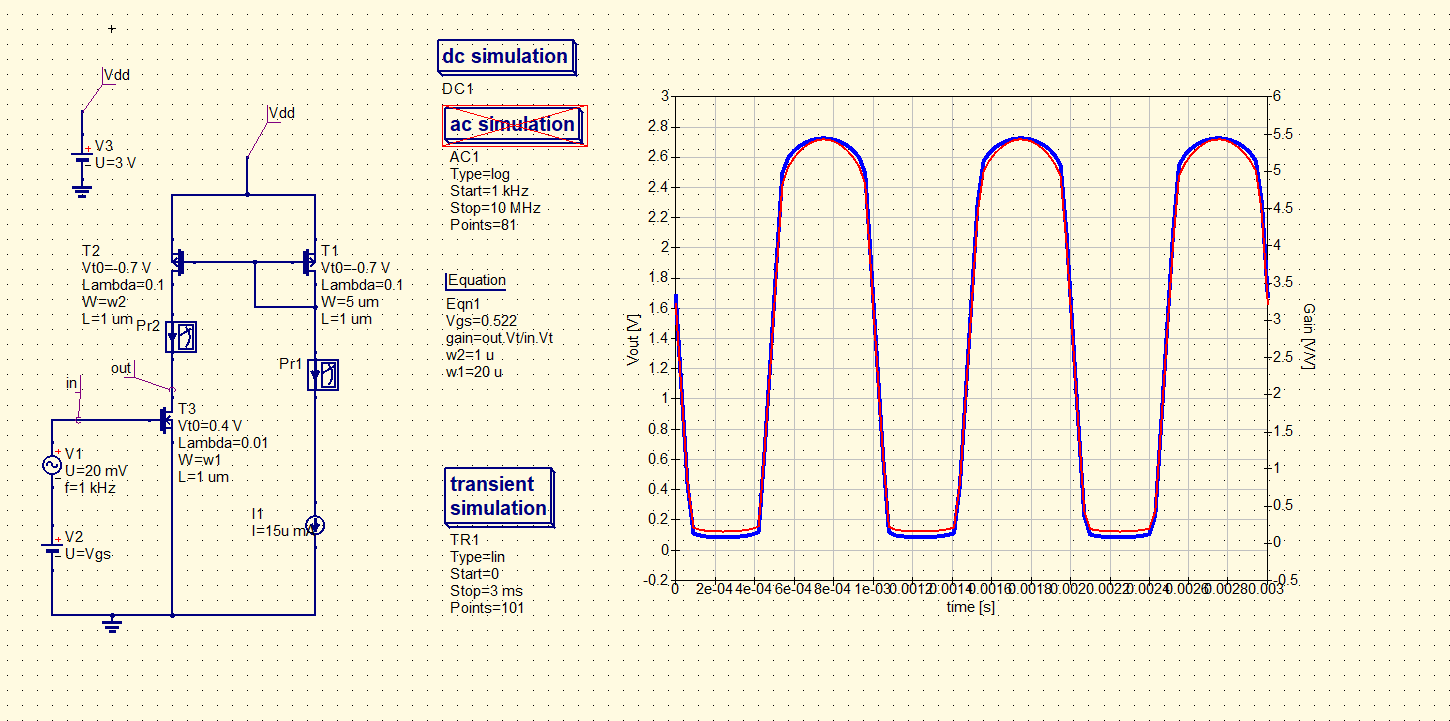 Vdd
V3
U=3 V
Vdd
T2
Vt0=-0.7 V
Lambda=0.1
W=w2
L=1 um
Pr2
T1
Vt0=-0.7 V
Lambda=0.1
W=5 um
L=1 um
Pr1
out
in
T3
Vt0=0.4 V
Lambda=0.01
W=w1
L=1 um
V1
U=20 mV
f=1 kHz
V2
U=Vgs
I1
I=15u mA
dc simulation
DC1
ac simulation
AC1
Type=log
Start=1 kHz
Stop=10 MHz
Points=81
Equation
Eqn1
Vgs=0.522
gain=out.Vt/in.Vt
w2=1 u
w1=20 u
transient
simulation
TR1
Type=lin
Start=0
Stop=3 ms
Points=101
Vout [V]
3
2.8
2.6
2.4
2.2
2
1.8
1.6
1.4
1.2
1
0.8
0.6
0.4
0.2
0
-0.2
0 2e-04 4e-04 6e-04 8e-04 1e-03 0.0012 0.0014 0.0016 0.0018 0.002 0.0022 0.0024 0.0026 0.0028 0.003
time [s]
6
5.5
5
4.5
4
3.5
3
2.5
2
1.5
1
0.5
0
-0.5
Gain [V/V]